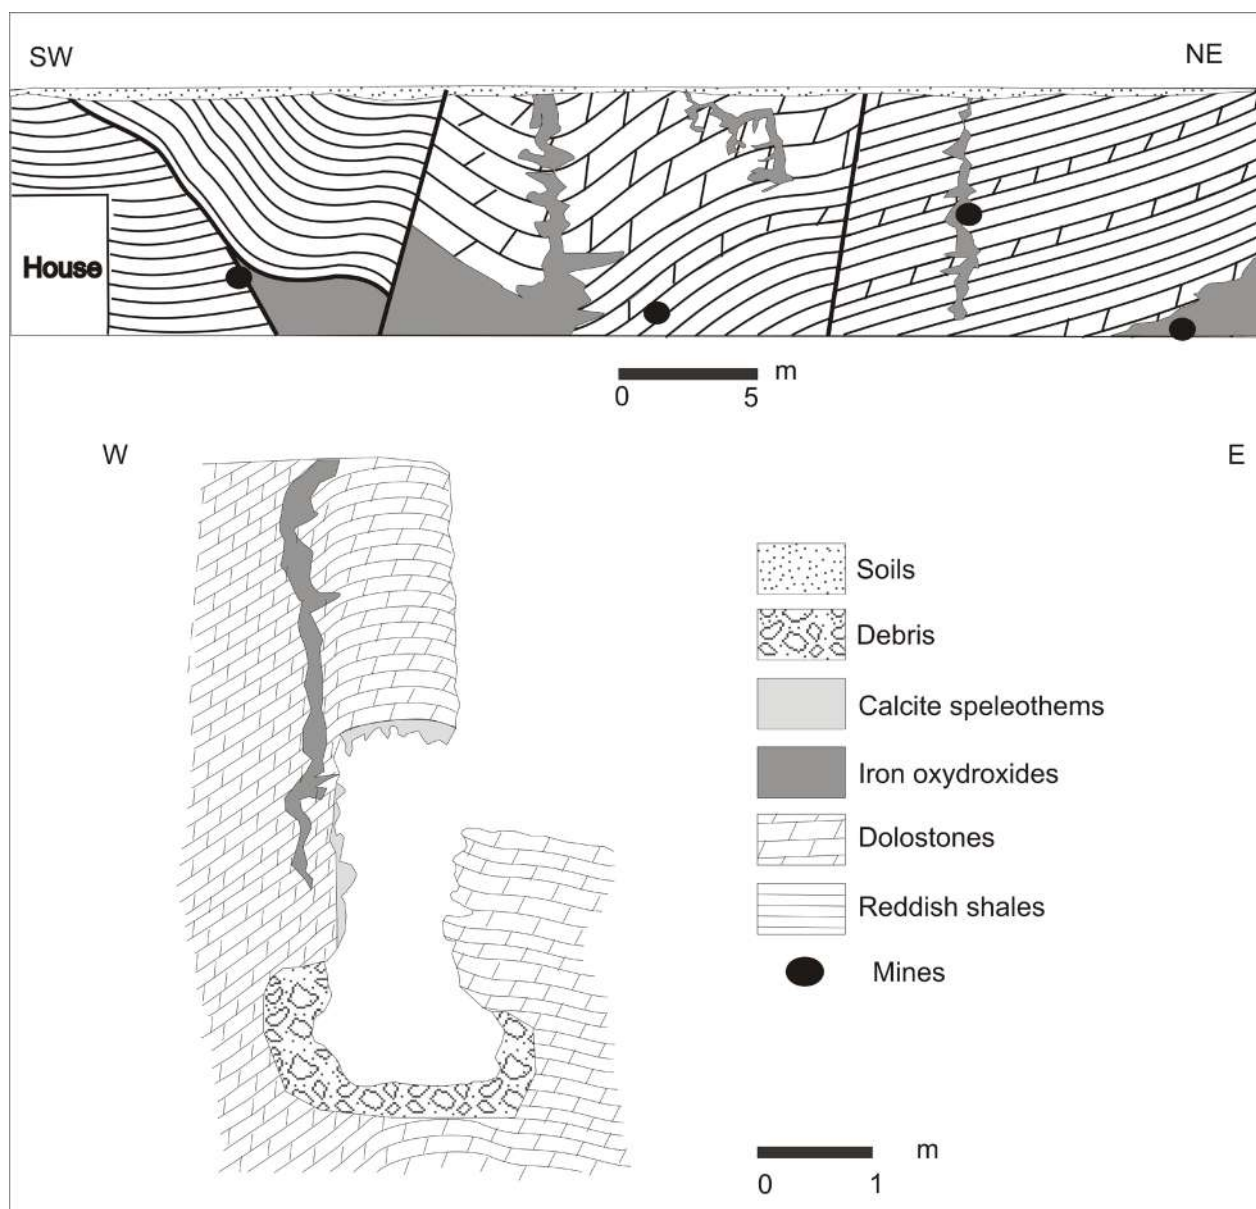 SW
NE
House
m
0 5
W
E
Soils
Debris
Calcite speleothems
Iron oxydroxides
Dolostones
Reddish shales
Mines
m
0 1